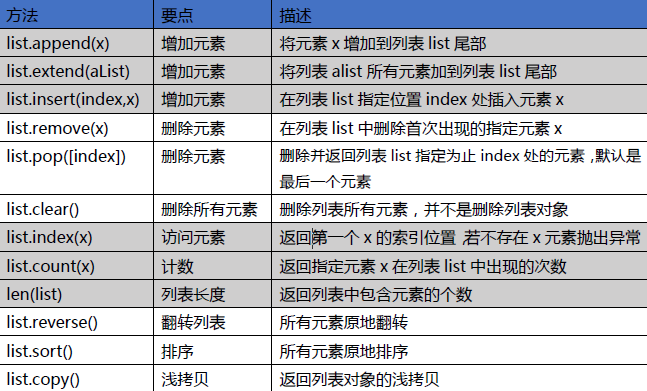 方法 要点 描述
list.append(x) 增加元素 将元素 x 增加到列表 list 尾部
list.extend(aList) 增加元素 将列表 alist 所有元素加到列表 list 尾部
list.insert(index,x) 增加元素 在列表 list 指定位置 index 处插入元素 x
list.remove(x) 删除元素 在列表 list 中删除首次出现的指定元素 x
list.pop([index]) 删除元素 删除并返回列表 list 指定为止 index 处的元素,默认是
最后一个元素
list.clear() 删除所有元素 删除列表所有元素,并不是删除列表对象
list.index(x) 访问元素 返回第一个 x 的索引位置,若不存在 x 元素抛出异常
list.count(x) 计数 返回指定元素 x 在列表 list 中出现的次数
len(list) 列表长度 返回列表中包含元素的个数
list.reverse() 翻转列表 所有元素原地翻转
list.sort() 排序 所有元素原地排序
list.copy() 浅拷贝 返回列表对象的浅拷贝